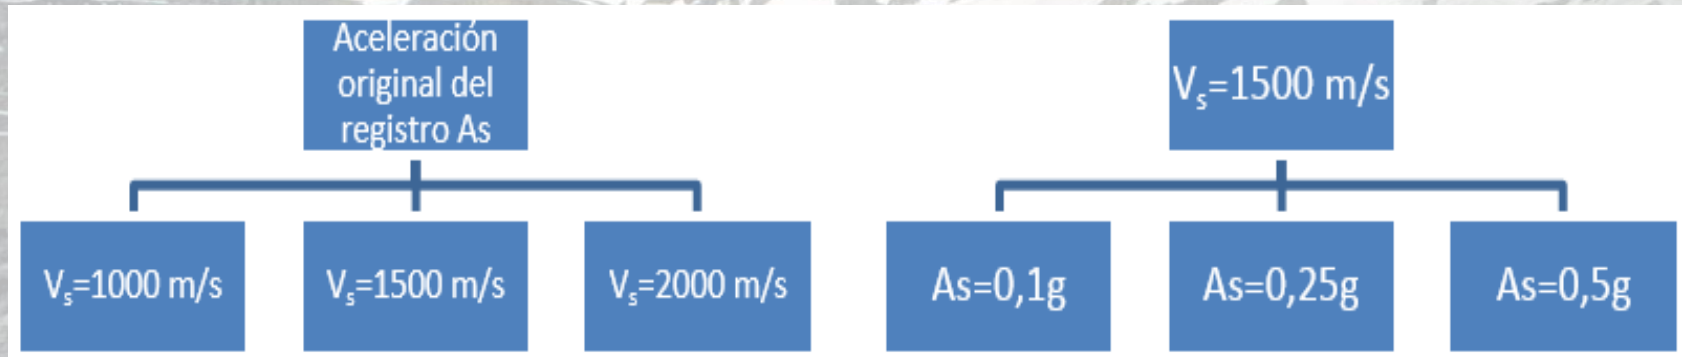 Aceleración
original del
registro As
Vₛ=1000 m/s
Vₛ=1500 m/s
Vₛ=2000 m/s
Vₛ=1500 m/s
As=0,1g
As=0,25g
As=0,5g